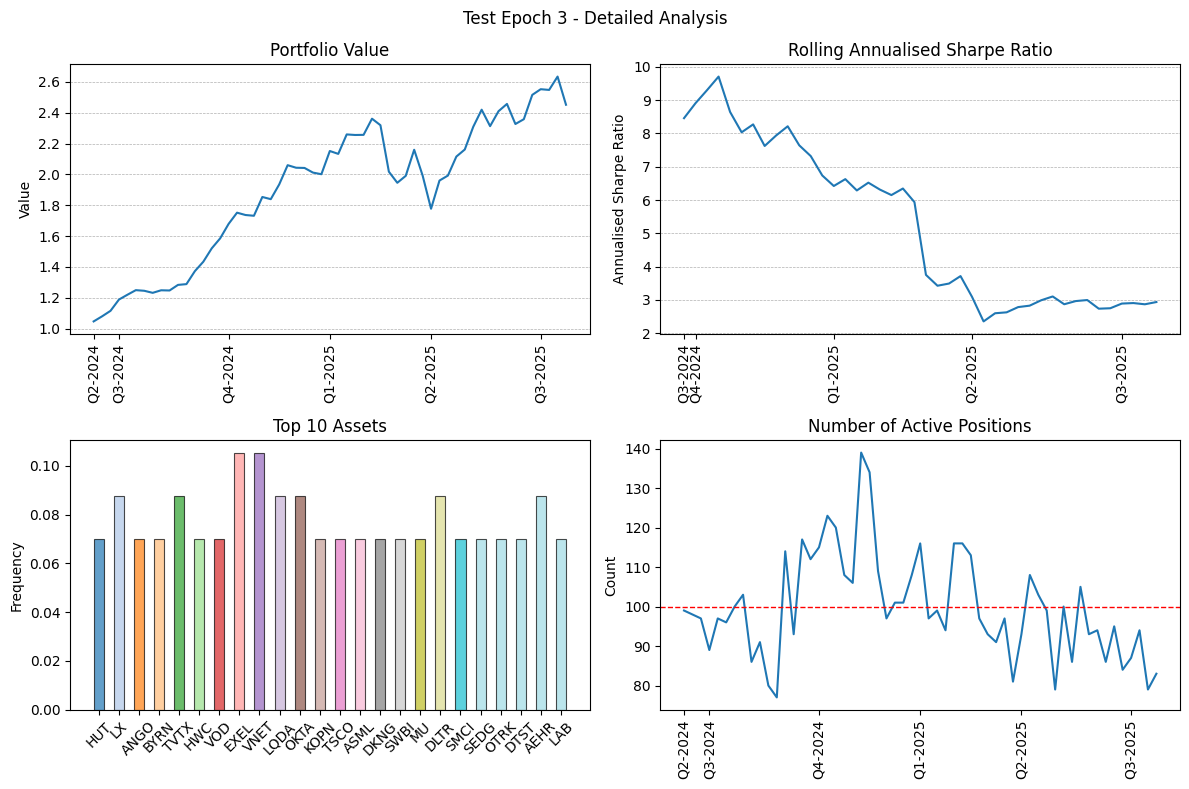 Test Epoch 3 - Detailed Analysis
Portfolio Value
Value
2.6
2.4
2.2
2.0
1.8
1.6
1.4
1.2
1.0
Q2-2024
Q3-2024
Q4-2024
Q1-2025
Q2-2025
Q3-2025
Rolling Annualised Sharpe Ratio
Annualised Sharpe Ratio
10
9
8
7
6
5
4
3
2
Q3-2024
Q4-2024
Q1-2025
Q2-2025
Q3-2025
Top 10 Assets
Frequency
0.10
0.08
0.06
0.04
0.02
0.00
HUT
LX
ANGO
BYRN
TVTX
HWC
VOD
EXEL
VNET
LQDA
OKTA
KOPN
TSCO
ASML
DKNG
SWBI
MU
DLTR
SMCI
SEDG
OTRK
DTST
AEHR
LAB
Number of Active Positions
Count
140
130
120
110
100
90
80
Q2-2024
Q3-2024
Q4-2024
Q1-2025
Q2-2025
Q3-2025